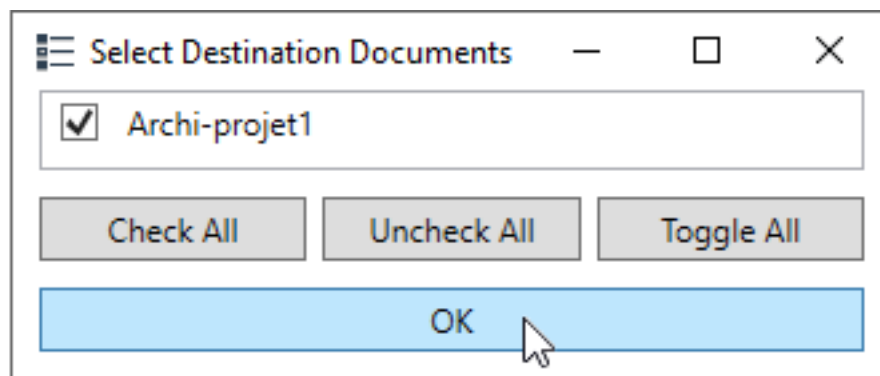 Select Destination Documents
Archi-projet1
Check All Uncheck All Toggle All
OK